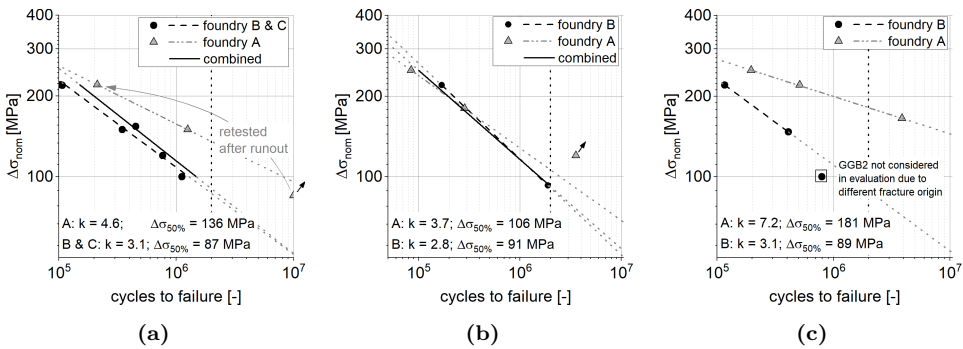 400
300
200
100
Δσnom [MPa]
foundry B & C
foundry A
combined
retested
after runout
A: k = 4.6; Δσ50% = 136 MPa
B & C: k = 3.1; Δσ50% = 87 MPa
10^5
10^6
10^7
cycles to failure [-]
(a)
400
300
200
100
Δσnom [MPa]
foundry B
foundry A
combined
A: k = 3.7; Δσ50% = 106 MPa
B: k = 2.8; Δσ50% = 91 MPa
10^5
10^6
10^7
cycles to failure [-]
(b)
400
300
200
100
Δσnom [MPa]
foundry B
foundry A
GGB2 not considered
in evaluation due to
different fracture origin
A: k = 7.2; Δσ50% = 181 MPa
B: k = 3.1; Δσ50% = 89 MPa
10^5
10^6
10^7
cycles to failure [-]
(c)